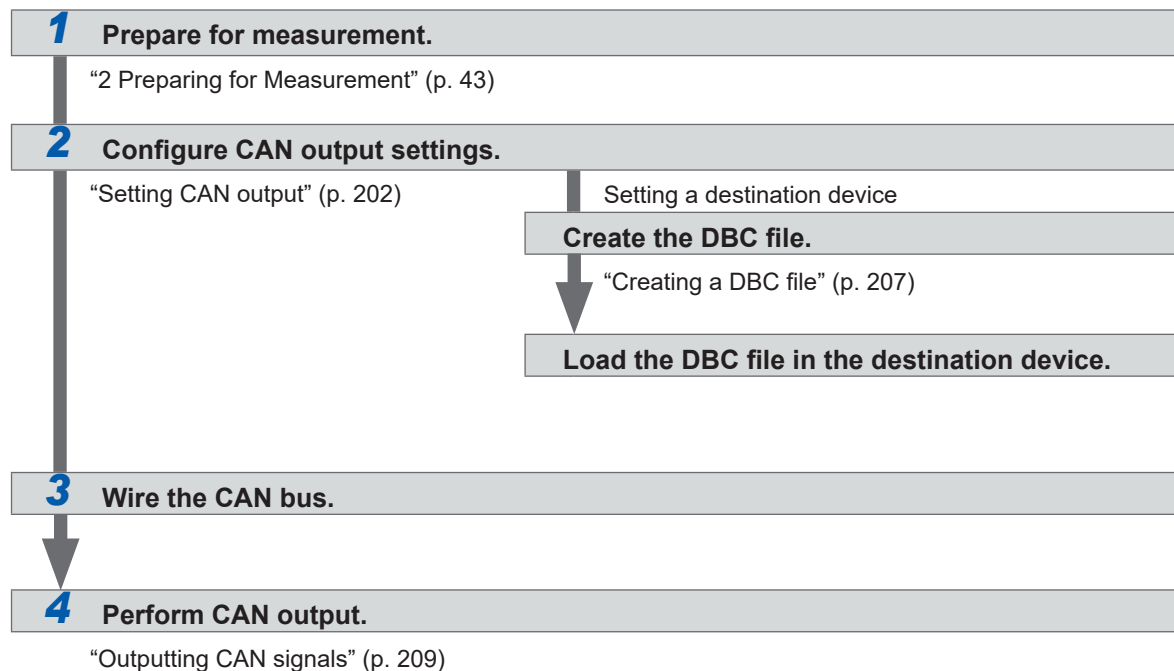 1 Prepare for measurement.
“2 Preparing for Measurement” (p. 43)
2 Configure CAN output settings.
“Setting CAN output” (p. 202)
Setting a destination device
Create the DBC file.
“Creating a DBC file” (p. 207)
Load the DBC file in the destination device.
3 Wire the CAN bus.
4 Perform CAN output.
“Outputting CAN signals” (p. 209)